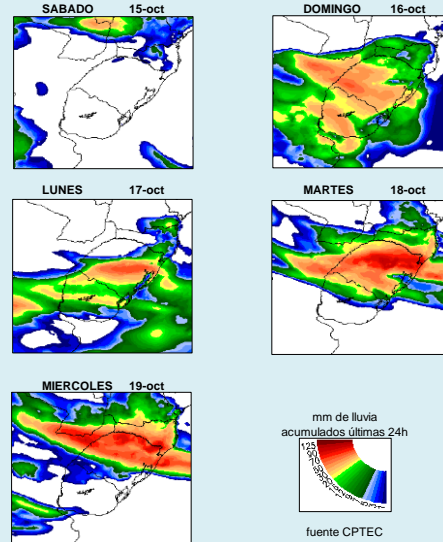 SABADO 15-oct
DOMINGO 16-oct
LUNES 17-oct
MARTES 18-oct
MIERCOLES 19-oct
mm de lluvia
acumulados últimas 24h
125
90
fuente CPTEC